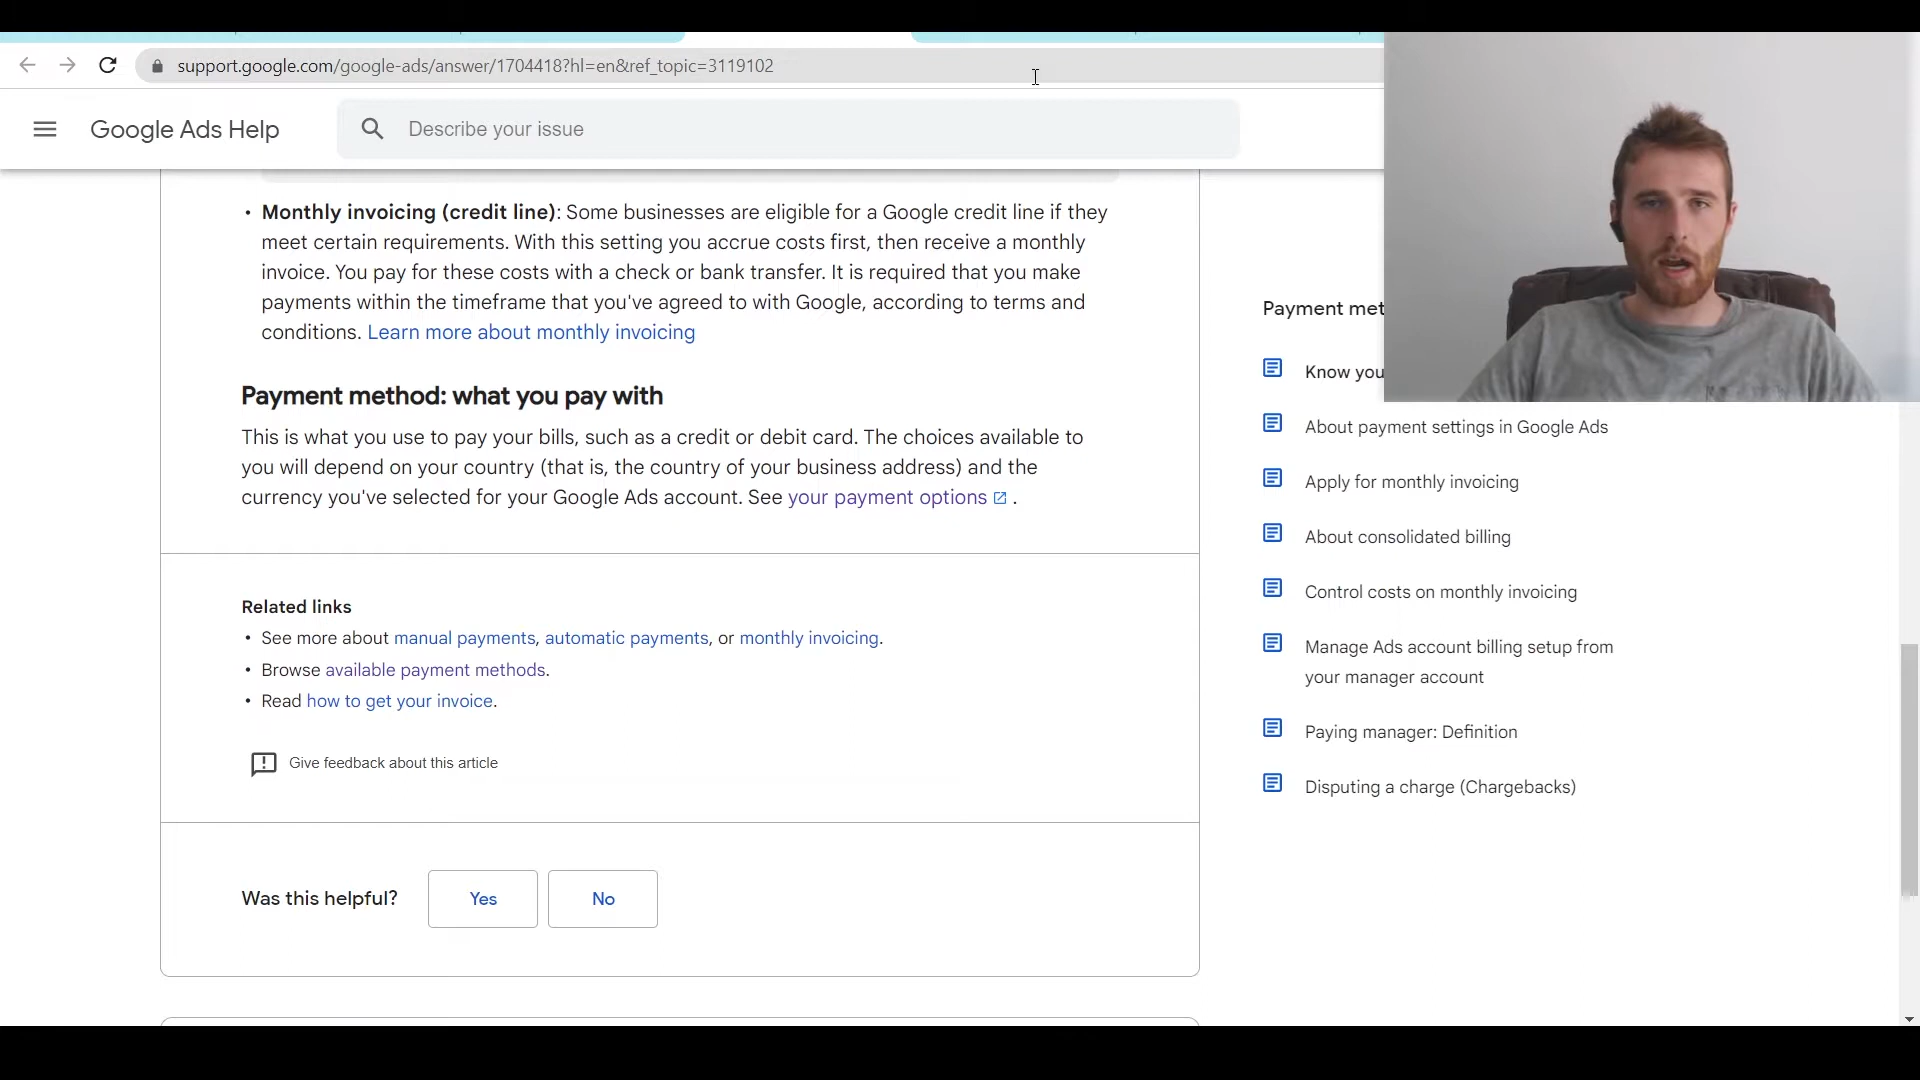 support.google.com/google-ads/answer/1704418?hl=en&ref_topic=3119102
Google Ads Help
Describe your issue
• Monthly invoicing (credit line): Some businesses are eligible for a Google credit line if they
meet certain requirements. With this setting you accrue costs first, then receive a monthly
invoice. You pay for these costs with a check or bank transfer. It is required that you make
payments within the timeframe that you've agreed to with Google, according to terms and
conditions. Learn more about monthly invoicing
Payment method: what you pay with
This is what you use to pay your bills, such as a credit or debit card. The choices available to
you will depend on your country (that is, the country of your business address) and the
currency you've selected for your Google Ads account. See your payment options .
Related links
• See more about manual payments, automatic payments, or monthly invoicing.
• Browse available payment methods.
• Read how to get your invoice.
Give feedback about this article
Was this helpful?
Yes
No
Payment met
Know you
About payment settings in Google Ads
Apply for monthly invoicing
About consolidated billing
Control costs on monthly invoicing
Manage Ads account billing setup from
your manager account
Paying manager: Definition
Disputing a charge (Chargebacks)